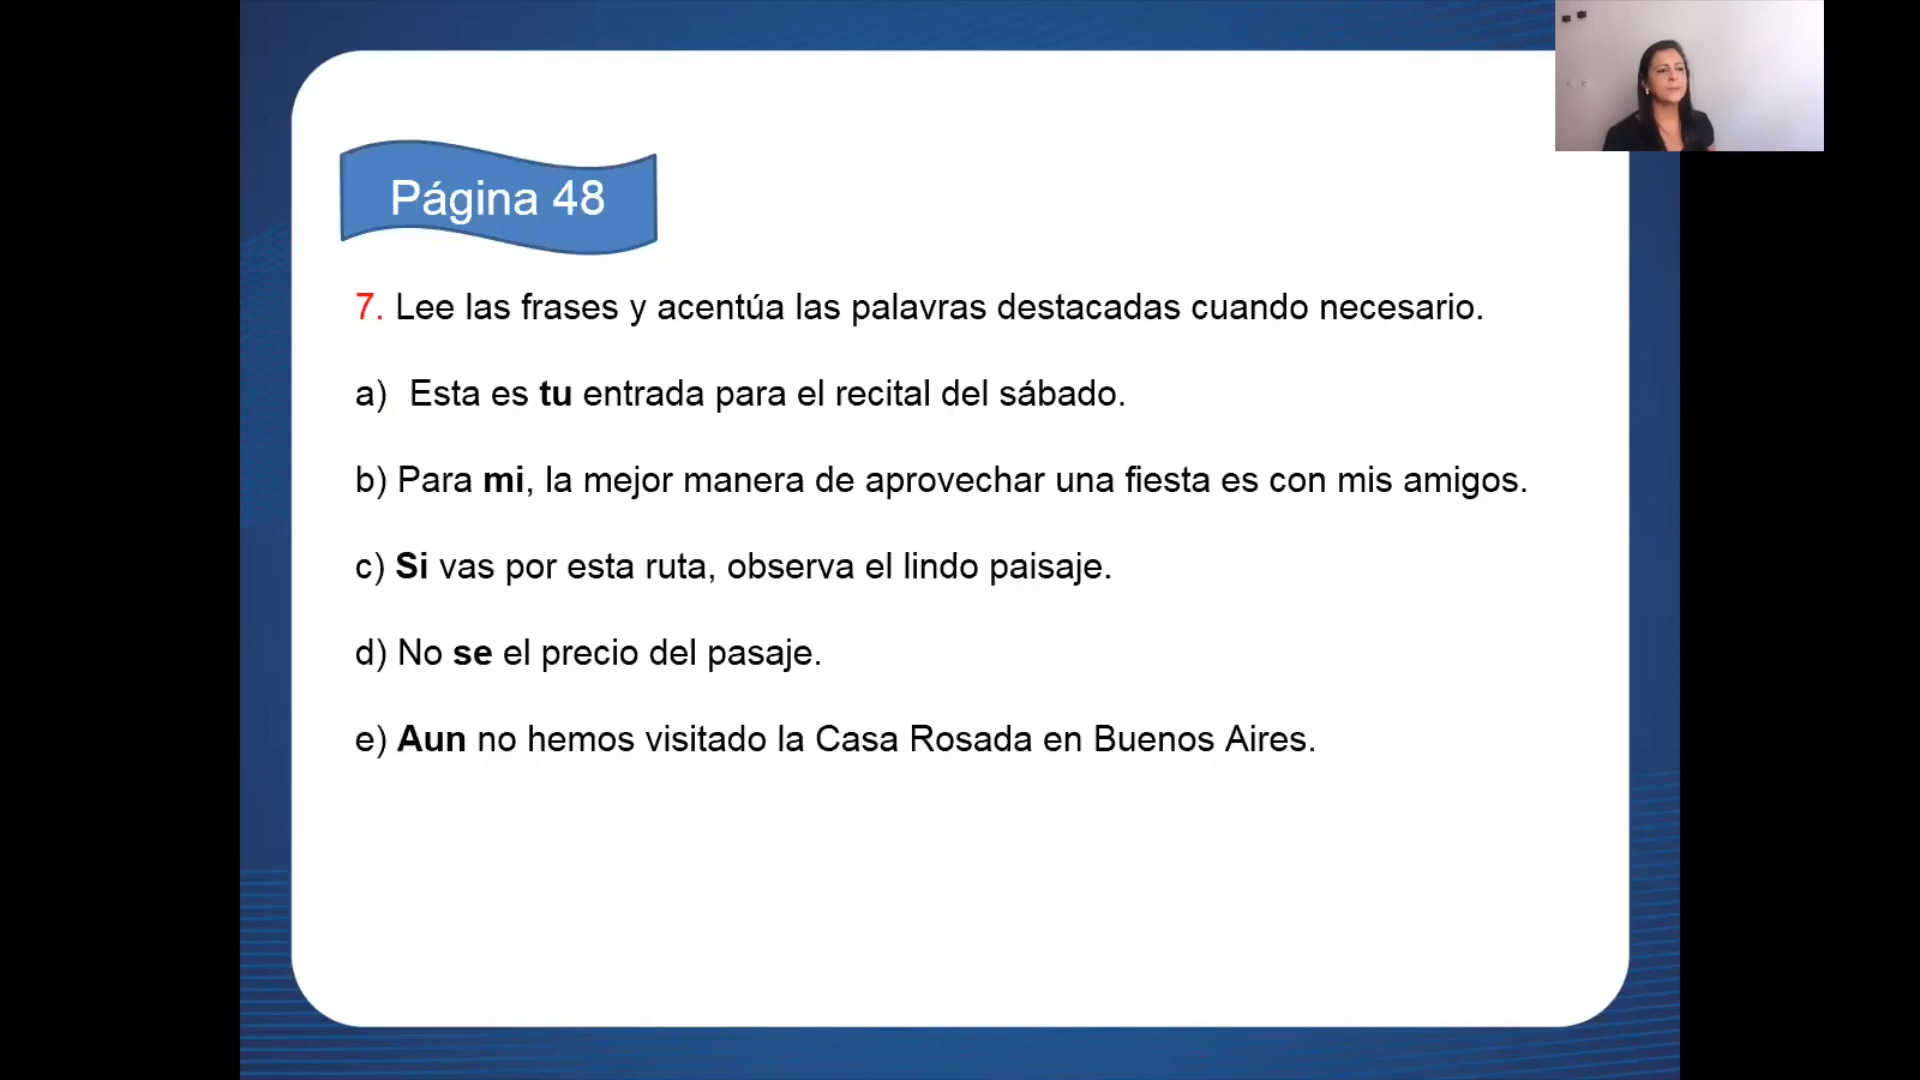 Página 48
7. Lee las frases y acentúa las palavras destacadas cuando necesario.
a) Esta es tu entrada para el recital del sábado.
b) Para mi, la mejor manera de aprovechar una fiesta es con mis amigos.
c) Si vas por esta ruta, observa el lindo paisaje.
d) No se el precio del pasaje.
e) Aun no hemos visitado la Casa Rosada en Buenos Aires.